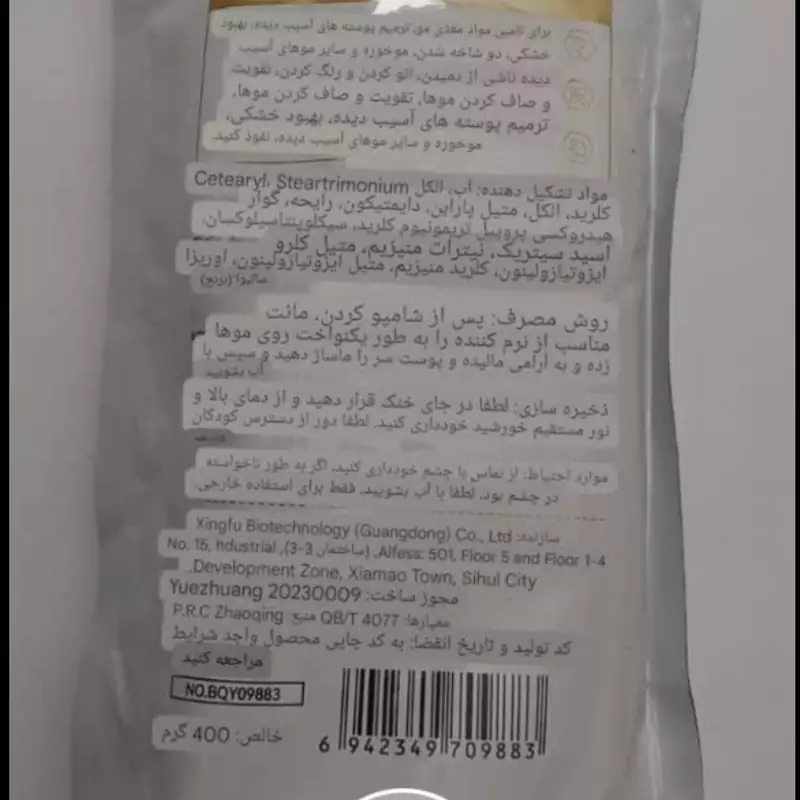 برای تامین مواد مغذی مو، ترمیم پوسته های آسیب دیده، بهبود
خشکی، دو شاخه شدن، موخوره و سایر موهای آسیب
دیده ناشی از دمیدن، اتو کردن و رنگ کردن، تقویت
و صاف کردن موها، تقویت و صاف کردن موها،
ترمیم پوسته های آسیب دیده، بهبود خشکی،
موخوره و سایر موهای آسیب دیده، نفوذ کنید.
مواد تشکیل دهنده: آب، الکل Cetearyl، Steartrimonium
کلرید، الکل، متیل پارابن، دایمتیکون، رایحه، گوار
هیدروکسی پروپیل تریمونیوم کلرید، سیکلوپنتاسیلوکسان،
اسید سیتریک، نیترات منیزیم، متیل کلرو
ایزوتیازولینون، کلرید منیزیم، متیل ایزوتیازولینون، اوریزا
ساتیوا (برنج)
روش مصرف: پس از شامپو کردن، مانت
مناسب از نرم کننده را به طور یکنواخت روی موها
زده و به آرامی مالیده و پوست سر را ماساژ دهید و سپس با
آب بشویید
ذخیره سازی: لطفا در جای خنک قرار دهید و از دمای بالا و
نور مستقیم خورشید خودداری کنید. لطفا دور از دسترس کودکان
موارد احتیاط: از تماس با چشم خودداری کنید. اگر به طور ناخواسته
در چشم بود، لطفا با آب بشویید. فقط برای استفاده خارجی.
سازنده: Xingfu Biotechnology (Guangdong) Co., Ltd
Alfess: 501, Floor 5 and Floor 1-4. (ساختمان 3-3), No. 15, hdustrial
Development Zone, Xiamao Town, Sihul City.
مجوز ساخت: Yuezhuang 20230009
معیارها: QB/T 4077 منبع: P.R.C Zhaoqing
کد تولید و تاریخ انقضا: به کد جایی محصول واجد شرایط
مراجعه کنید
NO.BQY09883
خالص: 400 گرم
6 942349 709883